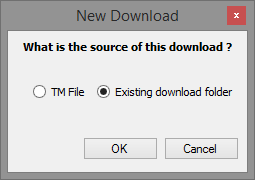 New Download
What is the source of this download ?
TM File
Existing download folder
OK
Cancel